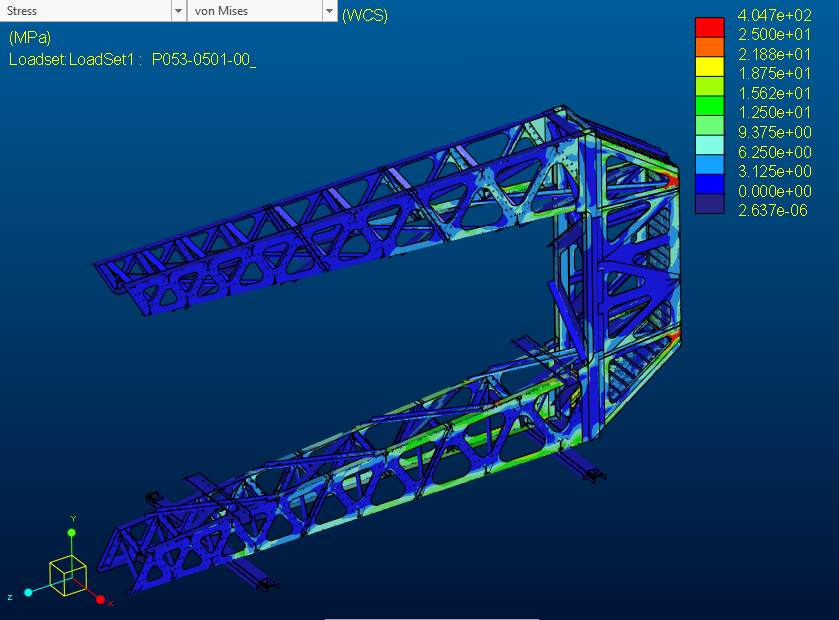 Stress von Mises (WCS)
(MPa)
Loadset:LoadSet1 : P053-0501-00_
4.047e+02
2.500e+01
2.188e+01
1.875e+01
1.562e+01
1.250e+01
9.375e+00
6.250e+00
3.125e+00
0.000e+00
2.637e-06
Y
Z
X